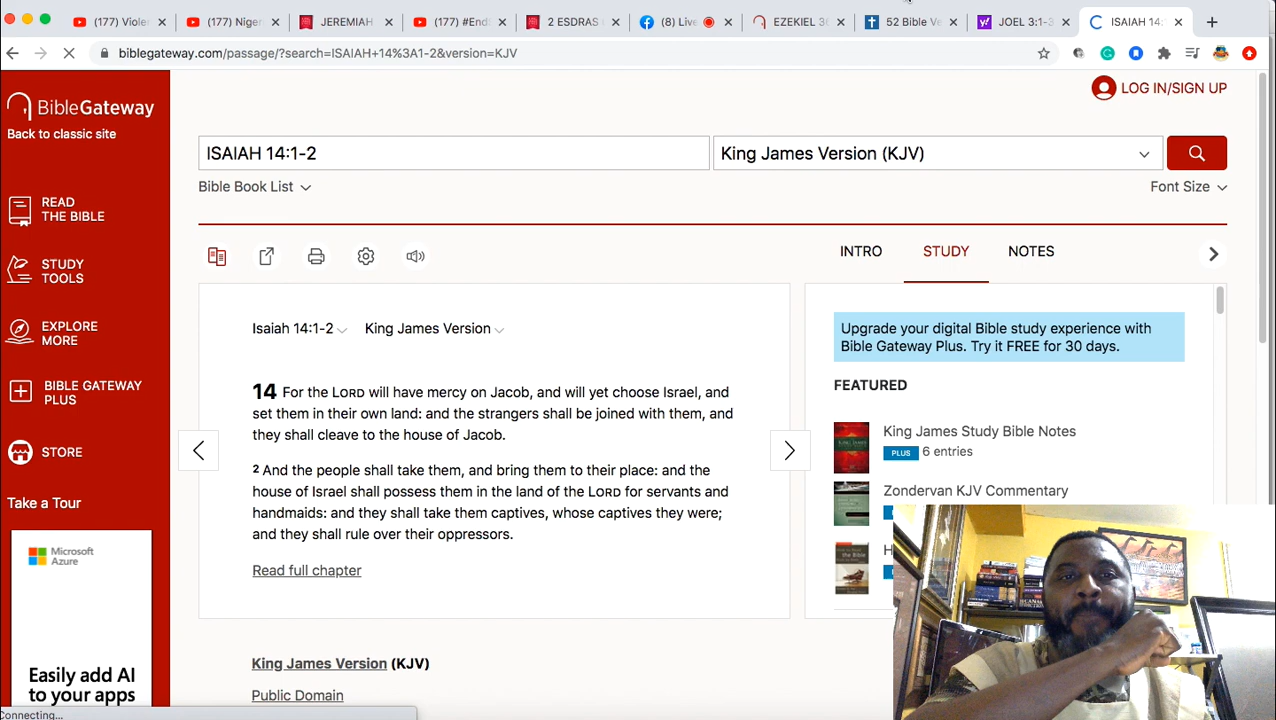 (177) Viole
(177) Niger
JEREMIAH
(177) #End
2 ESDRAS
(8) Live
EZEKIEL 36
52 Bible Ve
JOEL 3:1-3
ISAIAH 14:
biblegateway.com/passage/?search=ISAIAH+14%3A1-2&version=KJV
BibleGateway
Back to classic site
READ
THE BIBLE
STUDY
TOOLS
EXPLORE
MORE
BIBLE GATEWAY
PLUS
STORE
Take a Tour
Microsoft
Azure
Easily add AI
to your apps
Connecting...
LOG IN/SIGN UP
ISAIAH 14:1-2
King James Version (KJV)
Bible Book List
Font Size
INTRO
STUDY
NOTES
Isaiah 14:1-2
King James Version
14 For the LORD will have mercy on Jacob, and will yet choose Israel, and
set them in their own land: and the strangers shall be joined with them, and
they shall cleave to the house of Jacob.
2 And the people shall take them, and bring them to their place: and the
house of Israel shall possess them in the land of the LORD for servants and
handmaids: and they shall take them captives, whose captives they were;
and they shall rule over their oppressors.
Read full chapter
King James Version (KJV)
Public Domain
Upgrade your digital Bible study experience with
Bible Gateway Plus. Try it FREE for 30 days.
FEATURED
King James Study Bible Notes
PLUS 6 entries
Zondervan KJV Commentary